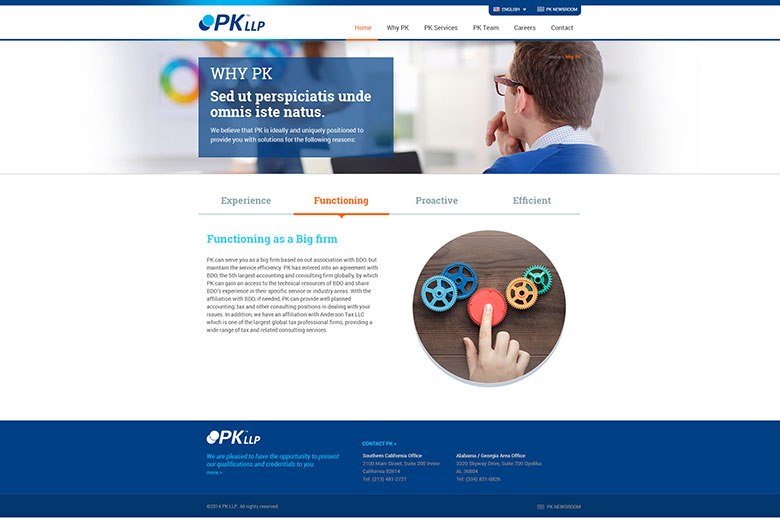 ENGLISH
PK NEWSROOM
PK LLP
Home
Why PK
PK Services
PK Team
Careers
Contact
Why PK
WHY PK
Sed ut perspiciatis unde
omnis iste natus.
We believe that PK is ideally and uniquely positioned to
provide you with solutions for the following reasons:
Experience
Functioning
Proactive
Efficient
Functioning as a Big firm
PK can serve you as a big firm based on out association with BDO, but
maintain the service efficiency. PK has entered into an agreement with
BDO, the 5th largest accounting and consulting firm globally, by which
PK can gain an access to the technical resources of BDO and share
BDO's experience in their specific service or industry areas. With the
affiliation with BDO, if needed, PK can provide well planned
accounting, tax and other consulting positions in dealing with your
issues. In addition, we have an affiliation with Anderson Tax LLC.
which is one of the largest global tax professional firms, providing a
wide range of tax and related consulting services.
PK LLP
We are pleased to have the opportunity to present
our qualifications and credentials to you.
more »
CONTACT PK »
Southern California Office
2100 Main Street, Suite 200 Irvine
California 92614
Tel: (213) 481-2737
Alabama / Georgia Area Office
3320 Skyway Drive, Suite 706 Opelika
AL 36804
Tel: (334) 821-0826
©2014 PK LLP. All rights reserved.
PK NEWSROOM